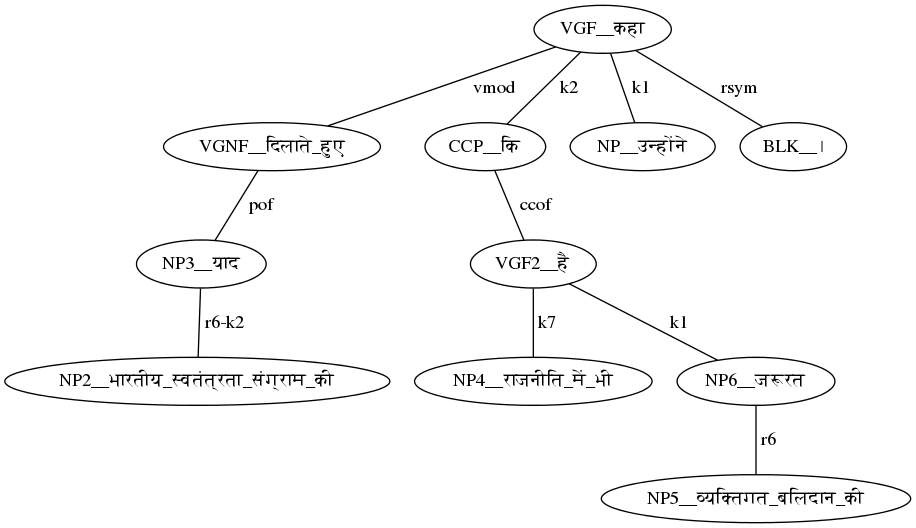 VGF__कहा
vmod k2 k1 rsym
VGNF__दिलाते_हुए CCP__कि NP__उन्होंने BLK__।
pof ccof
NP3__याद VGF2__है
r6-k2 k7 k1
NP2__भारतीय_स्वतंत्रता_संग्राम_की NP4__राजनीति_में_भी NP6__जरूरत
r6
NP5__व्यक्तिगत_बलिदान_की